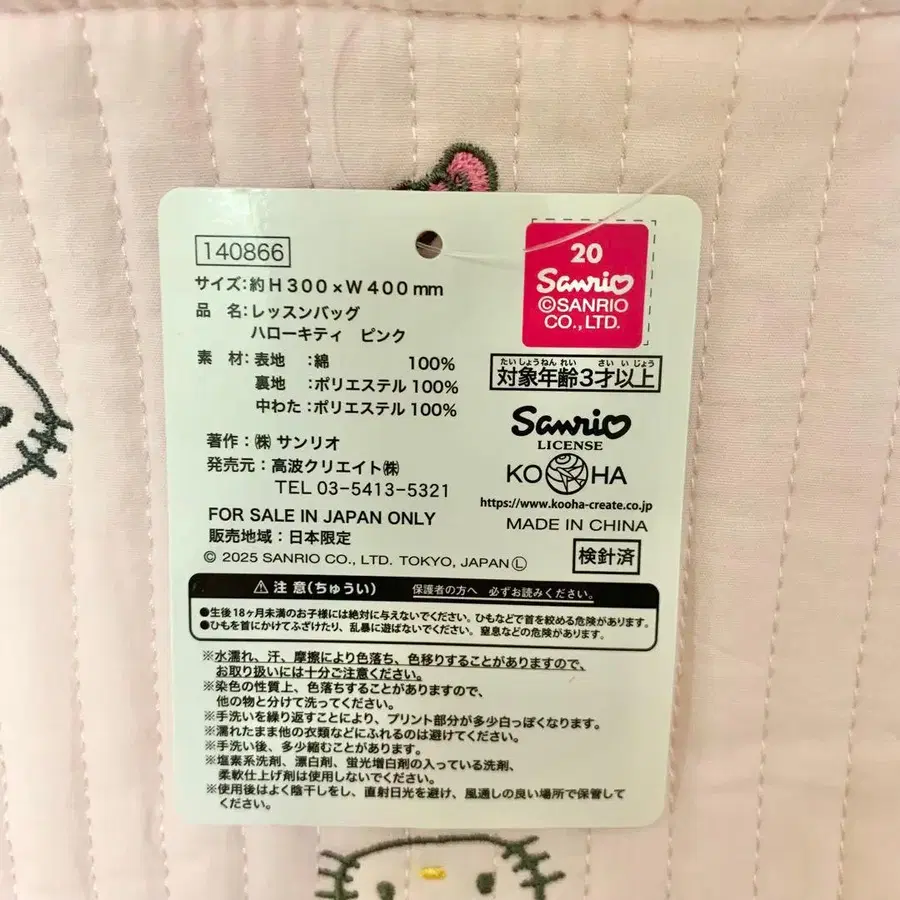 140866
サイズ:約H300×W400mm
品 名:レッスンバッグ
ハローキティ ピンク
素 材:表地 :綿 100%
裏地 :ポリエステル 100%
中わた:ポリエステル 100%
著作:㈱サンリオ
発売元:高波クリエイト㈱
TEL 03-5413-5321
FOR SALE IN JAPAN ONLY
販売地域:日本限定
© 2025 SANRIO CO., LTD. TOKYO, JAPAN Ⓛ
20
Sanrio
©SANRIO
CO.,LTD.
たいしょうねんれい さいいじょう
対象年齢3才以上
Sanrio
LICENSE
KOOHA
https://www.kooha-create.co.jp
MADE IN CHINA
検針済
⚠注意(ちゅうい) 保護者の方へ 必ずお読みください。
●生後18ヶ月未満のお子様には絶対に与えないでください。ひもなどで首を絞める危険があります。
●ひもを首にかけてふざけたり、乱暴に遊ばないでください。窒息などの危険があります。
※水濡れ、汗、摩擦により色落ち、色移りすることがありますので、
お取り扱いには十分ご注意ください。
※染色の性質上、色落ちすることがありますので、
他の物と分けて洗ってください。
※手洗いを繰り返すことにより、プリント部分が多少白っぽくなります。
※濡れたまま他の衣類などにふれるのは避けてください。
※手洗い後、多少縮むことがあります。
※塩素系洗剤、漂白剤、蛍光増白剤の入っている洗剤、
柔軟仕上げ剤は使用しないでください。
※使用後はよく陰干しをし、直射日光を避け、風通しの良い場所で保管して
ください。